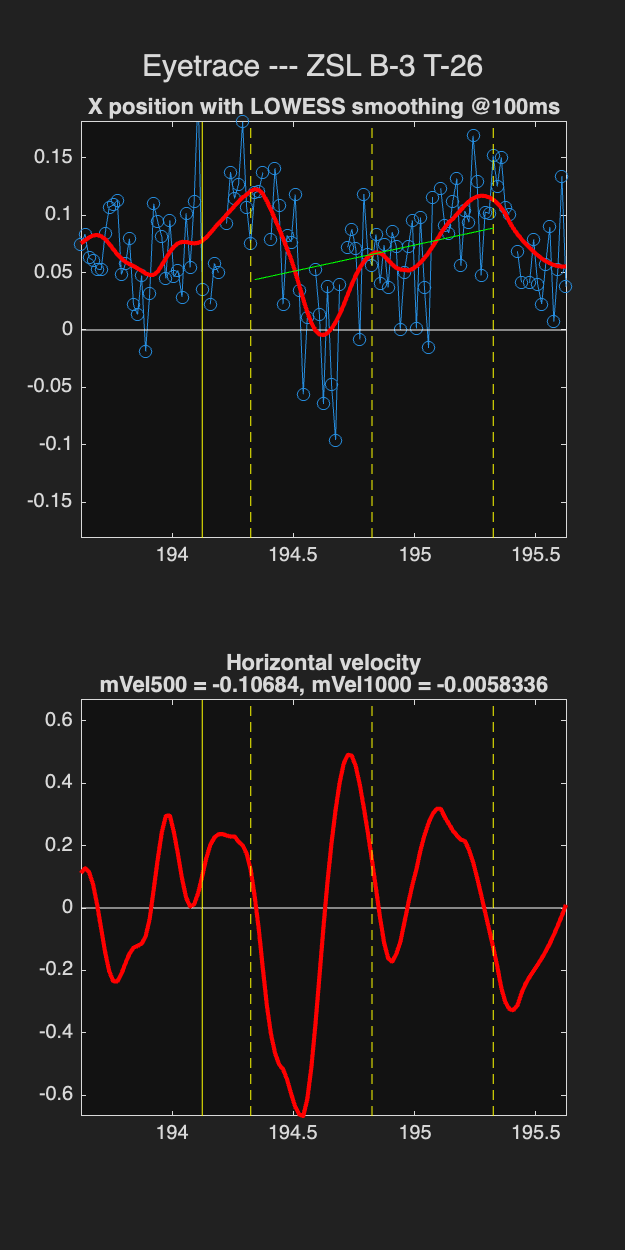 Eyetrace --- ZSL B-3 T-26
X position with LOWESS smoothing @100ms
0.15
0.1
0.05
0
-0.05
-0.1
-0.15
194 194.5 195 195.5
Horizontal velocity
mVel500 = -0.10684, mVel1000 = -0.0058336
0.6
0.4
0.2
0
-0.2
-0.4
-0.6
194 194.5 195 195.5